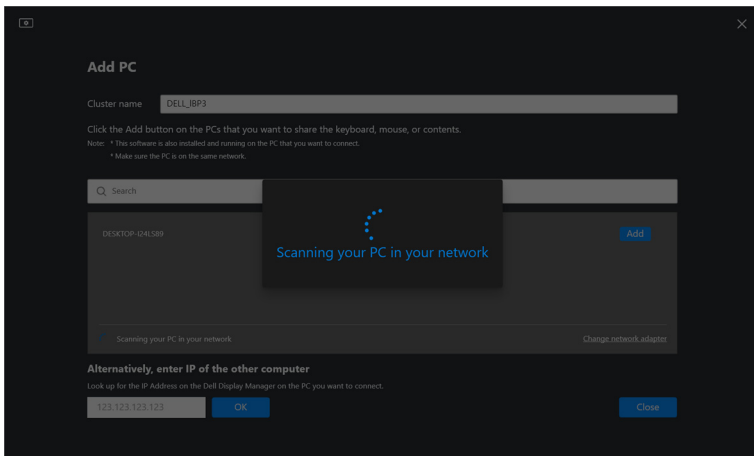 Add PC
Cluster name DELL_IBP3
Click the Add button on the PCs that you want to share the keyboard, mouse, or contents.
Note: * This software is also installed and running on the PC that you want to connect.
* Make sure the PC is on the same network.
Search
DESKTOP-I24LS89 Add
Scanning your PC in your network
Scanning your PC in your network Change network adapter
Alternatively, enter IP of the other computer
Look up for the IP Address on the Dell Display Manager on the PC you want to connect.
123.123.123.123 OK Close